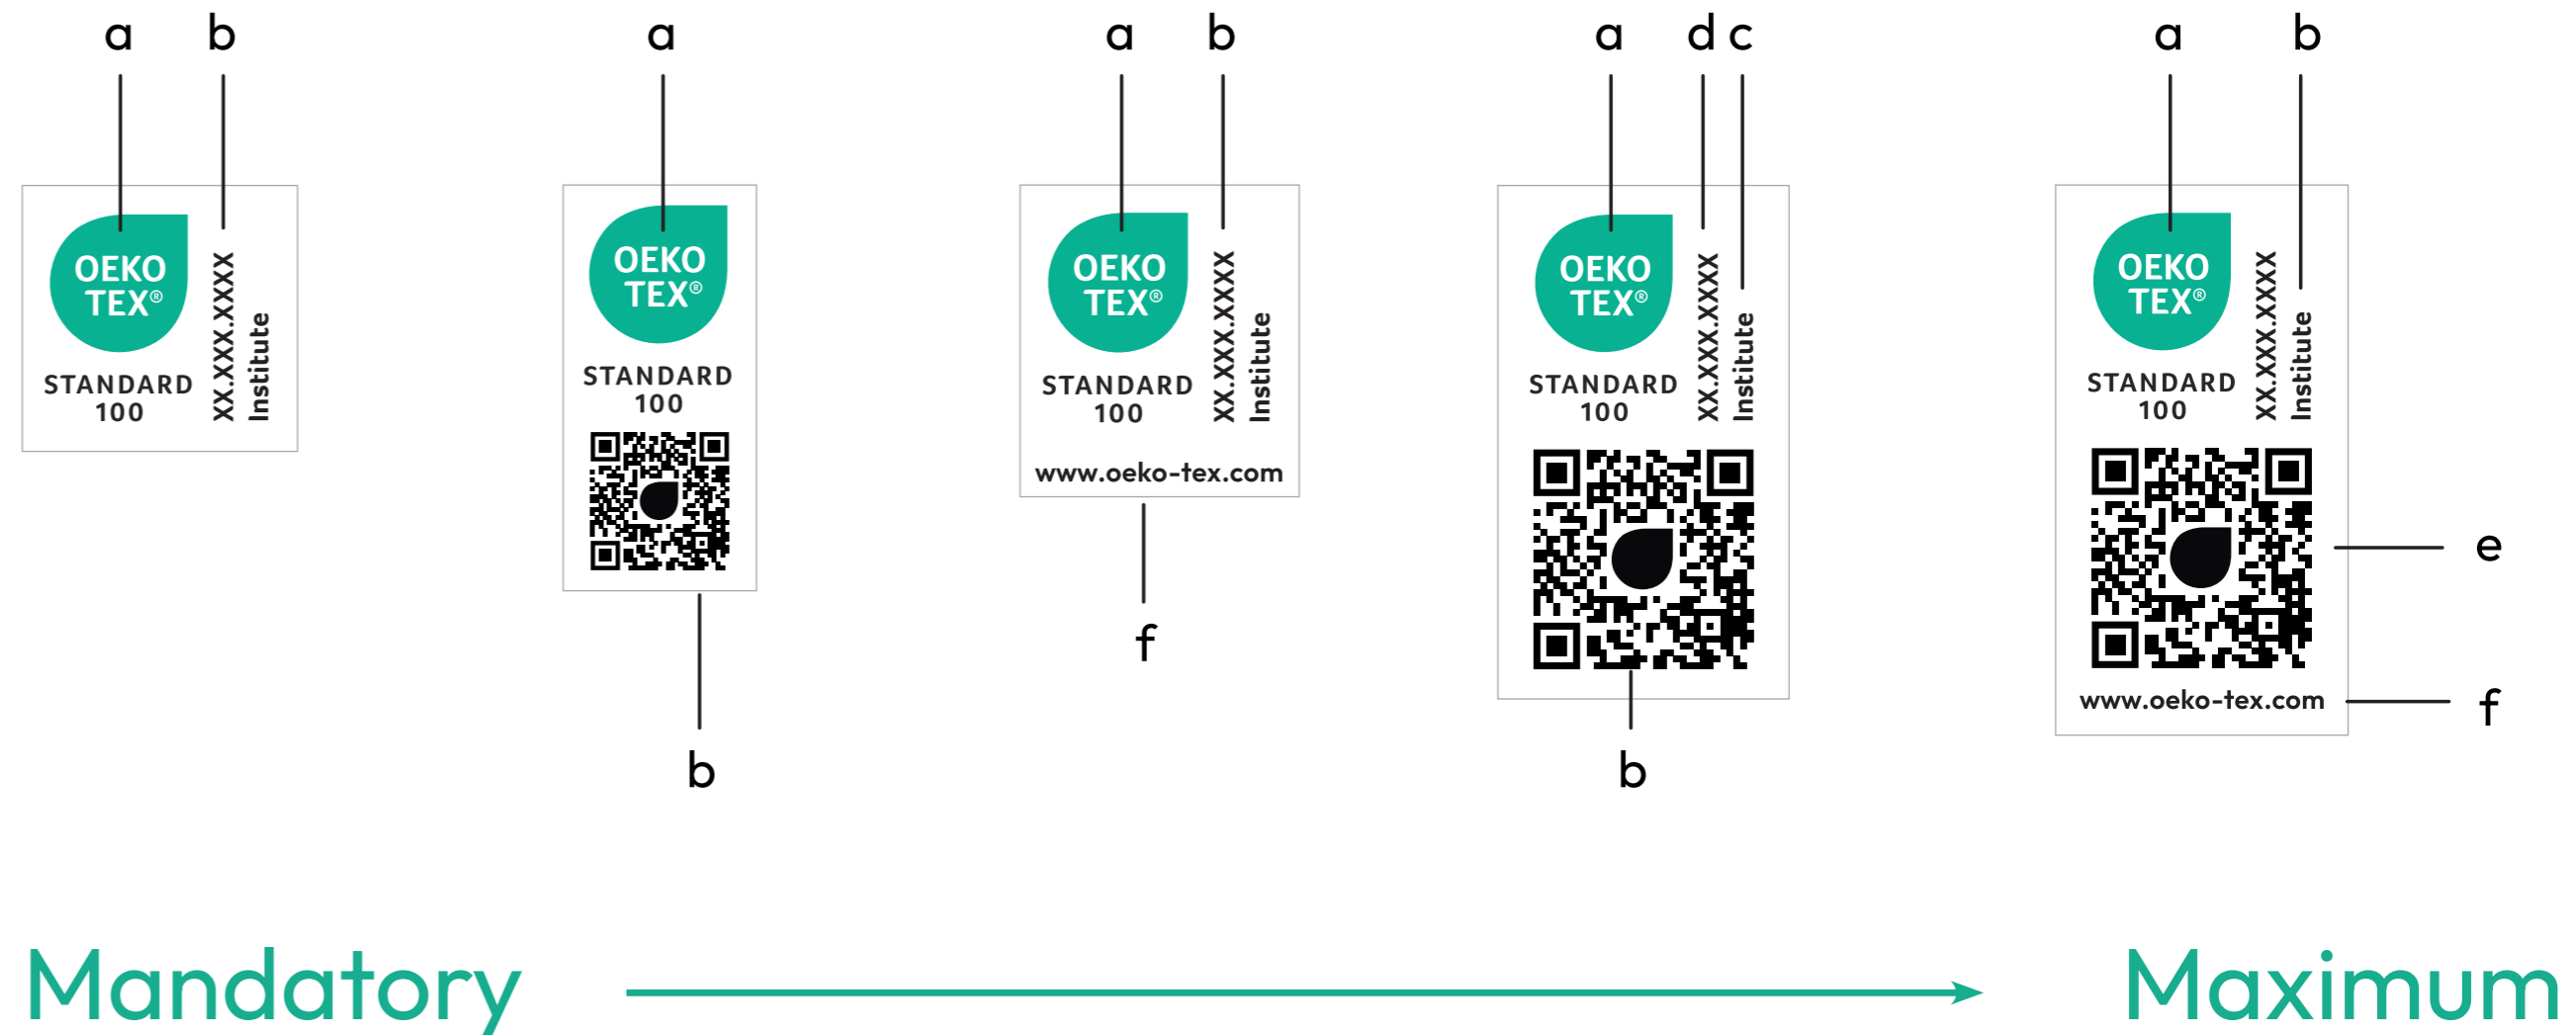 a b
a
a b
a d c
a b
OEKO
TEX®
STANDARD
100
XX.XXX.XXXX
Institute
OEKO
TEX®
STANDARD
100
b
OEKO
TEX®
STANDARD
100
XX.XXX.XXXX
Institute
www.oeko-tex.com
f
OEKO
TEX®
STANDARD
100
XX.XXX.XXXX
Institute
b
OEKO
TEX®
STANDARD
100
XX.XXX.XXXX
Institute
e
www.oeko-tex.com
f
Mandatory
Maximum